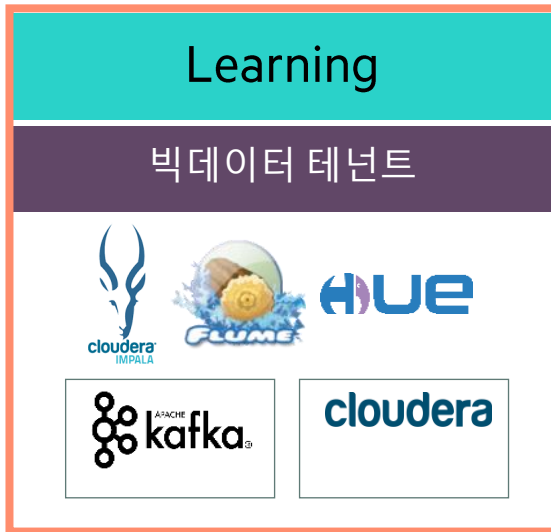 Learning
빅데이터 테넌트
cloudera
IMPALA
FLUME
HUE
APACHE
kafka
cloudera